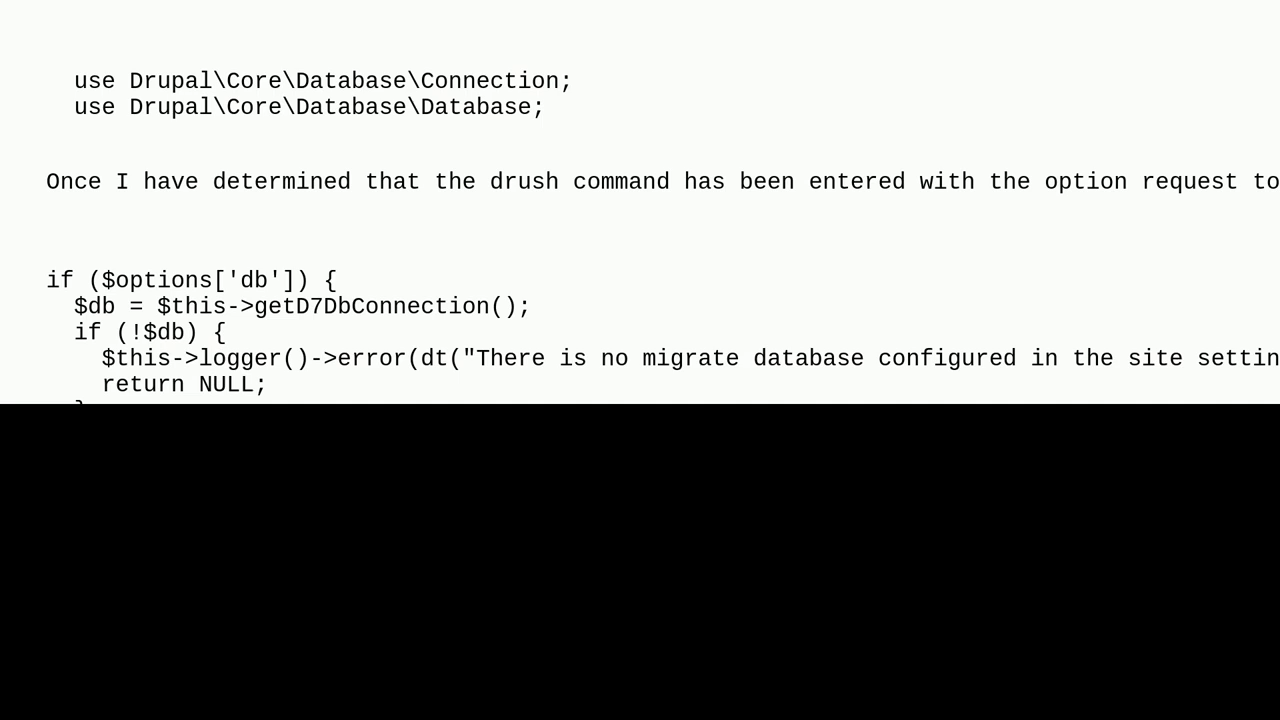 use Drupal\Core\Database\Connection;
use Drupal\Core\Database\Database;
Once I have determined that the drush command has been entered with the option request to
if ($options['db']) {
$db = $this->getD7DbConnection();
if (!$db) {
$this->logger()->error(dt("There is no migrate database configured in the site settin
return NULL;